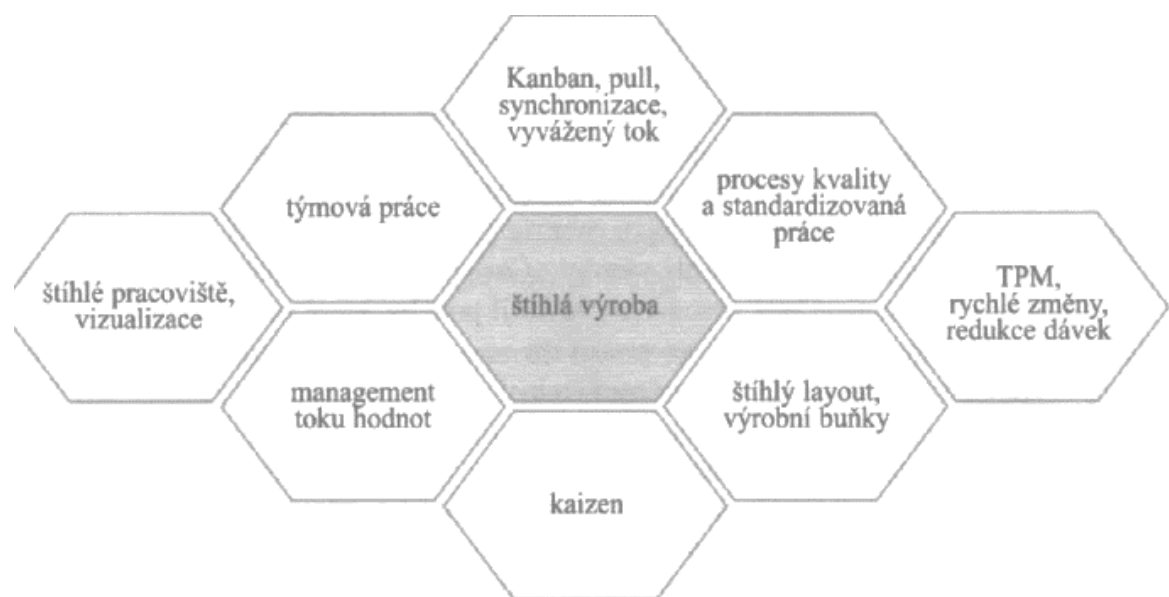 Kanban, pull,
synchronizace,
vyvážený tok
týmová práce
procesy kvality
a standardizovaná
práce
štíhlé pracoviště,
vizualizace
štíhlá výroba
TPM,
rychlé změny,
redukce dávek
management
toku hodnot
štíhlý layout,
výrobní buňky
kaizen